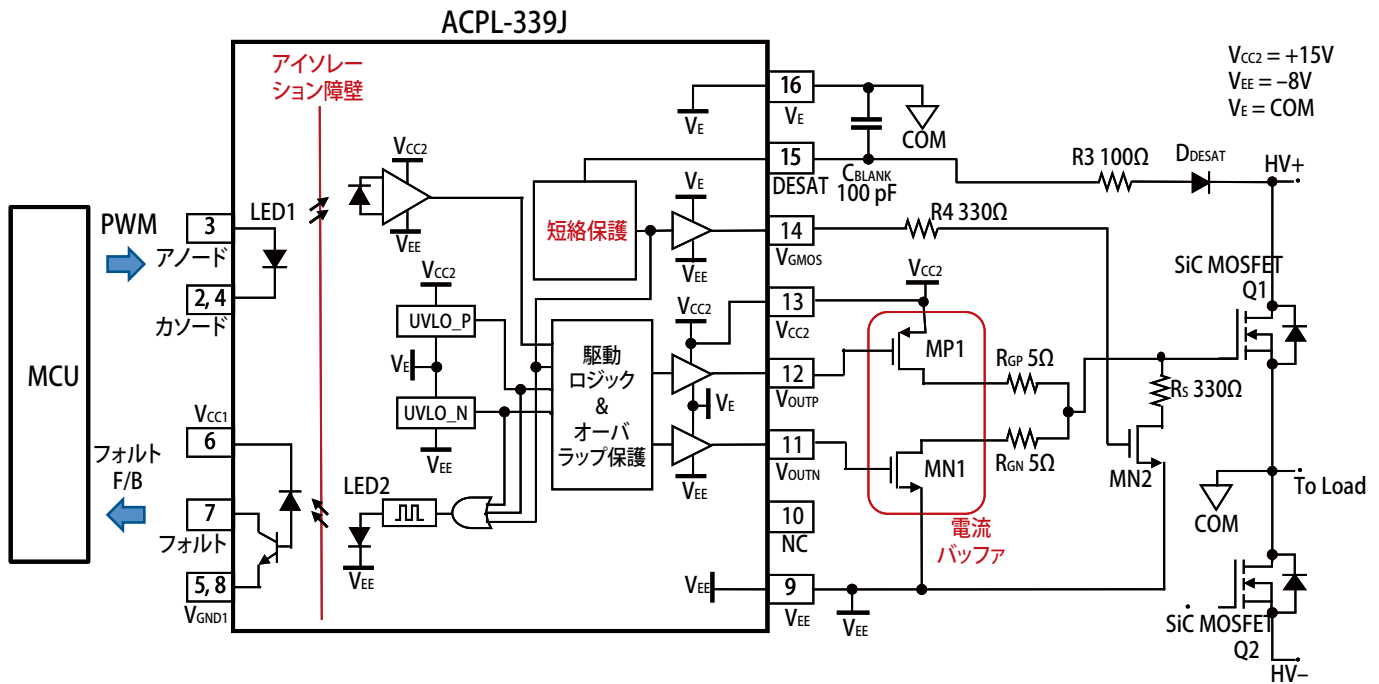 ACPL-339J
アイソレー
ション障壁
VCC2 = +15V
VEE = –8V
VE = COM
16
VE
VE
COM
VCC2
15
DESAT
CBLANK
100 pF
R3 100Ω
DDESAT
HV+
PWM
3
アノード
LED1
VEE
短絡保護
VE
VEE
14
VGMOS
R4 330Ω
2, 4
カソード
VCC2
UVLO_P
VE
UVLO_N
VEE
VCC2
13
VCC2
VCC2
SiC MOSFET
Q1
MCU
駆動
ロジック
&
オーバ
ラップ保護
12
VOUTP
VE
MP1
RGP 5Ω
RS 330Ω
VCC1
6
11
VOUTN
VEE
MN1
RGN 5Ω
MN2
フォルト
F/B
LED2
7
フォルト
VEE
10
NC
電流
バッファ
COM
To Load
5, 8
VGND1
VEE
9
VEE
VEE
SiC MOSFET
Q2
HV–